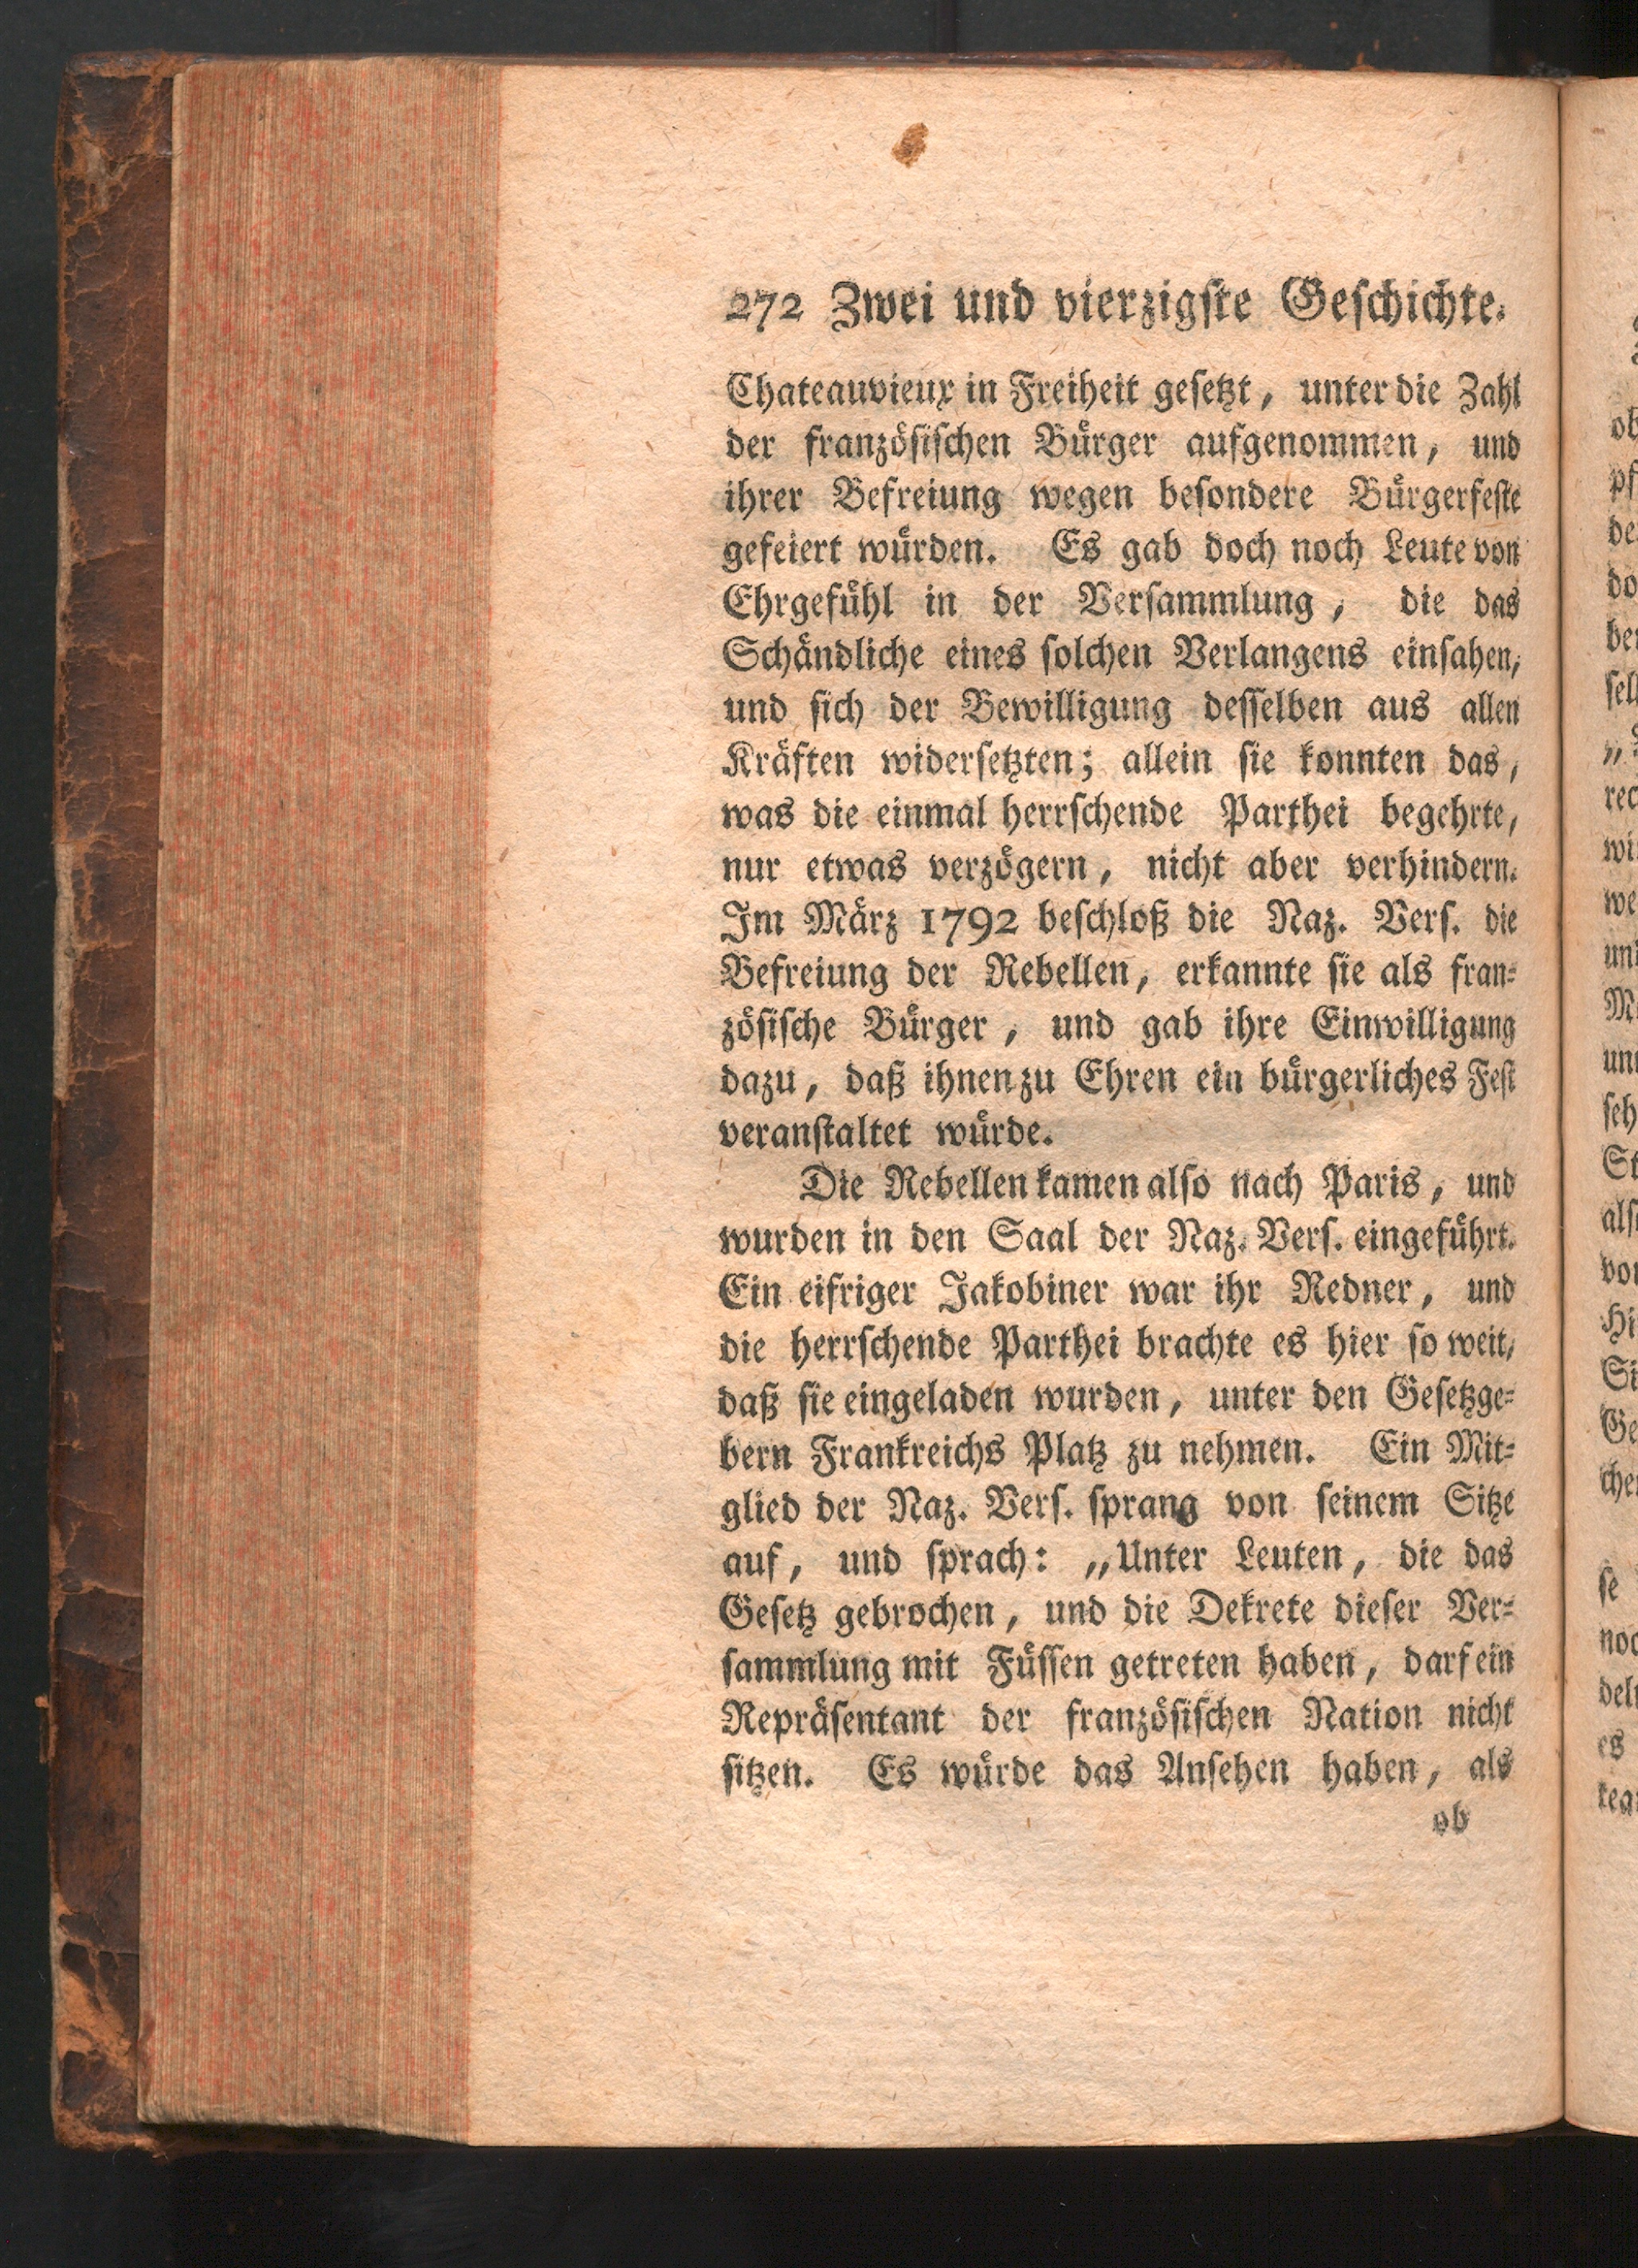 272 Zwei und vierzigste Geschichte.
Chateauvieux in Freiheit gesetzt, unter die Zahl
der französischen Bürger aufgenommen, und
ihrer Befreiung wegen besondere Bürgerfeste
gefeiert würden. Es gab doch noch Leute von
Ehrgefühl in der Versammlung, die das
Schändliche eines solchen Verlangens einsahen,
und sich der Bewilligung desselben aus allen
Kräften widersetzten; allein sie konnten das,
was die einmal herrschende Parthei begehrte,
nur etwas verzögern, nicht aber verhindern.
Im März 1792 beschloß die Naz. Vers. die
Befreiung der Rebellen, erkannte sie als fran-
zösische Bürger, und gab ihre Einwilligung
dazu, daß ihnen zu Ehren ein bürgerliches Fest
veranstaltet würde.
Die Rebellen kamen also nach Paris, und
wurden in den Saal der Naz. Vers. eingeführt.
Ein eifriger Jakobiner war ihr Redner, und
die herrschende Parthei brachte es hier so weit,
daß sie eingeladen wurden, unter den Gesetzge-
bern Frankreichs Platz zu nehmen. Ein Mit-
glied der Naz. Vers. sprang von seinem Sitze
auf, und sprach: „Unter Leuten, die das
Gesetz gebrochen, und die Dekrete dieser Ver-
sammlung mit Füssen getreten haben, darf ein
Repräsentant der französischen Nation nicht
sitzen. Es würde das Ansehen haben, als
ob